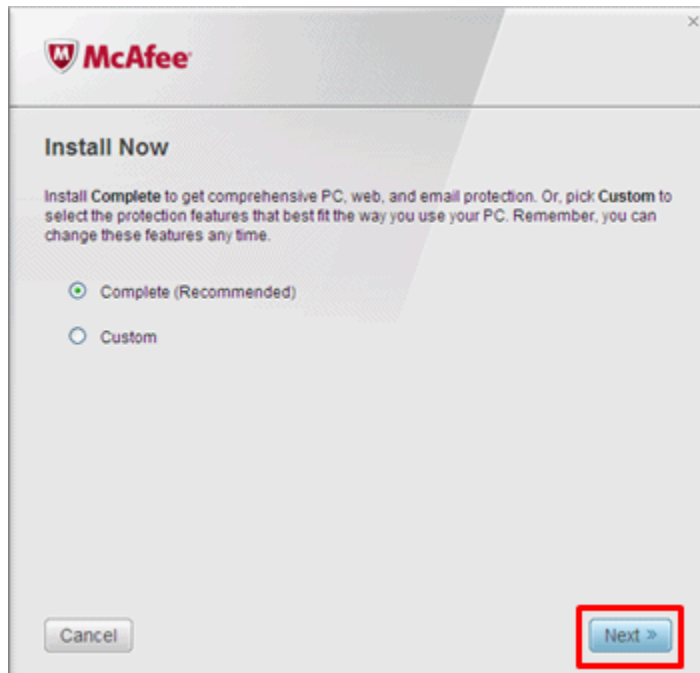 McAfee
Install Now
Install Complete to get comprehensive PC, web, and email protection. Or, pick Custom to
select the protection features that best fit the way you use your PC. Remember, you can
change these features any time.
Complete (Recommended)
Custom
Cancel
Next »